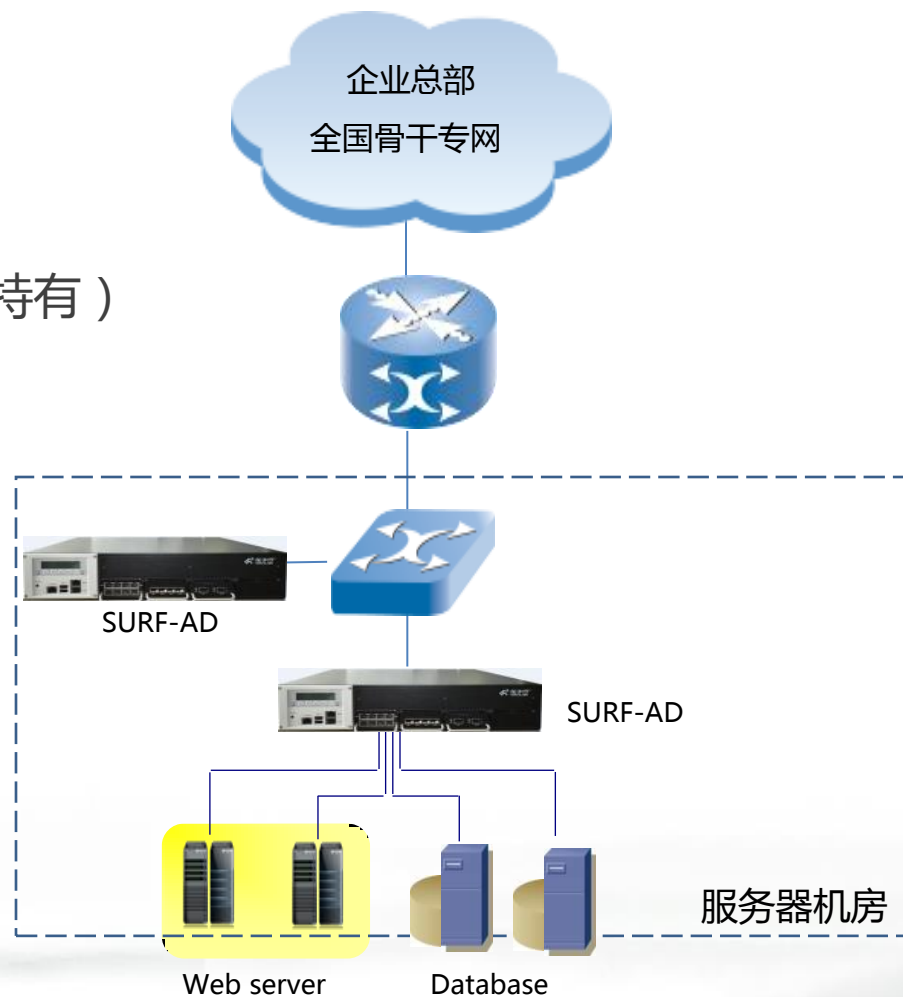 企业总部
全国骨干专网
持有）
SURF-AD
SURF-AD
服务器机房
Web server
Database